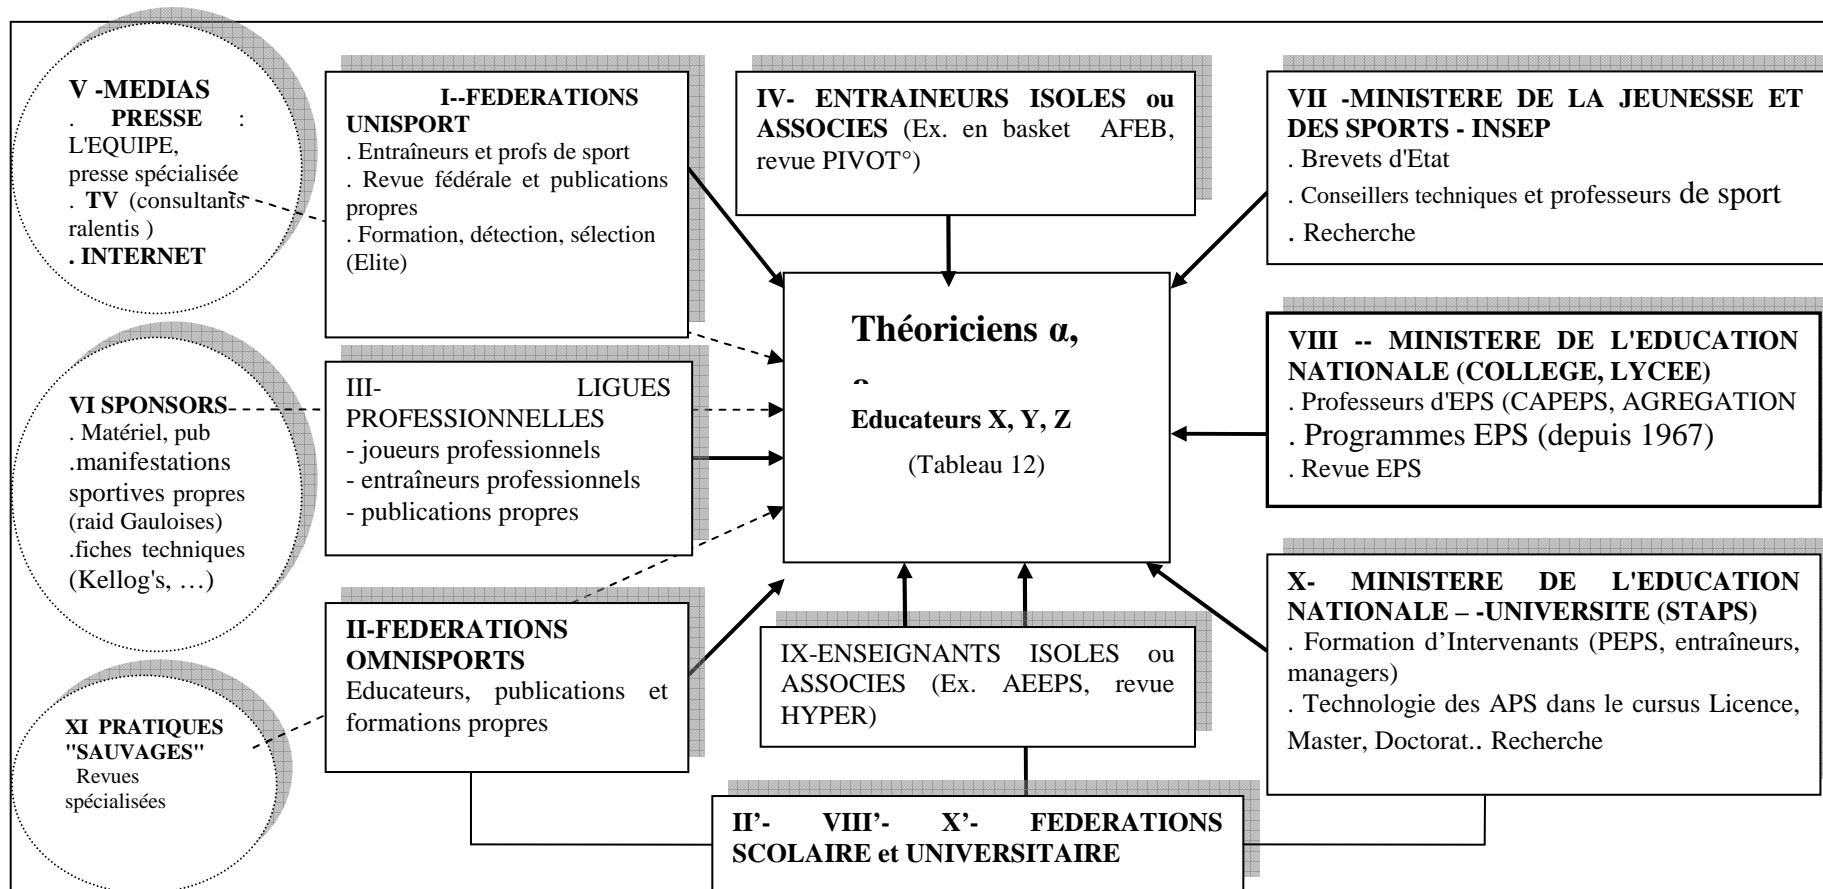 V -MEDIAS
. PRESSE :
L'EQUIPE,
presse spécialisée
. TV (consultants
ralentis )
. INTERNET
I--FEDERATIONS
UNISPORT
. Entraîneurs et profs de sport
. Revue fédérale et publications
propres
. Formation, détection, sélection
(Elite)
IV- ENTRAINEURS ISOLES ou
ASSOCIES (Ex. en basket AFEB,
revue PIVOT°)
VII -MINISTERE DE LA JEUNESSE ET
DES SPORTS - INSEP
. Brevets d'Etat
. Conseillers techniques et professeurs de sport
. Recherche
Théoriciens α,
Educateurs X, Y, Z
(Tableau 12)
VIII -- MINISTERE DE L'EDUCATION
NATIONALE (COLLEGE, LYCEE)
. Professeurs d'EPS (CAPEPS, AGREGATION
. Programmes EPS (depuis 1967)
. Revue EPS
VI SPONSORS
. Matériel, pub
.manifestations
sportives propres
(raid Gauloises)
.fiches techniques
(Kellog's, …)
III- LIGUES
PROFESSIONNELLES
- joueurs professionnels
- entraîneurs professionnels
- publications propres
II-FEDERATIONS
OMNISPORTS
Educateurs, publications et
formations propres
IX-ENSEIGNANTS ISOLES ou
ASSOCIES (Ex. AEEPS, revue
HYPER)
X- MINISTERE DE L'EDUCATION
NATIONALE – -UNIVERSITE (STAPS)
. Formation d'Intervenants (PEPS, entraîneurs,
managers)
. Technologie des APS dans le cursus Licence,
Master, Doctorat.. Recherche
XI PRATIQUES
"SAUVAGES"
Revues
spécialisées
II'- VIII'- X'- FEDERATIONS
SCOLAIRE et UNIVERSITAIRE